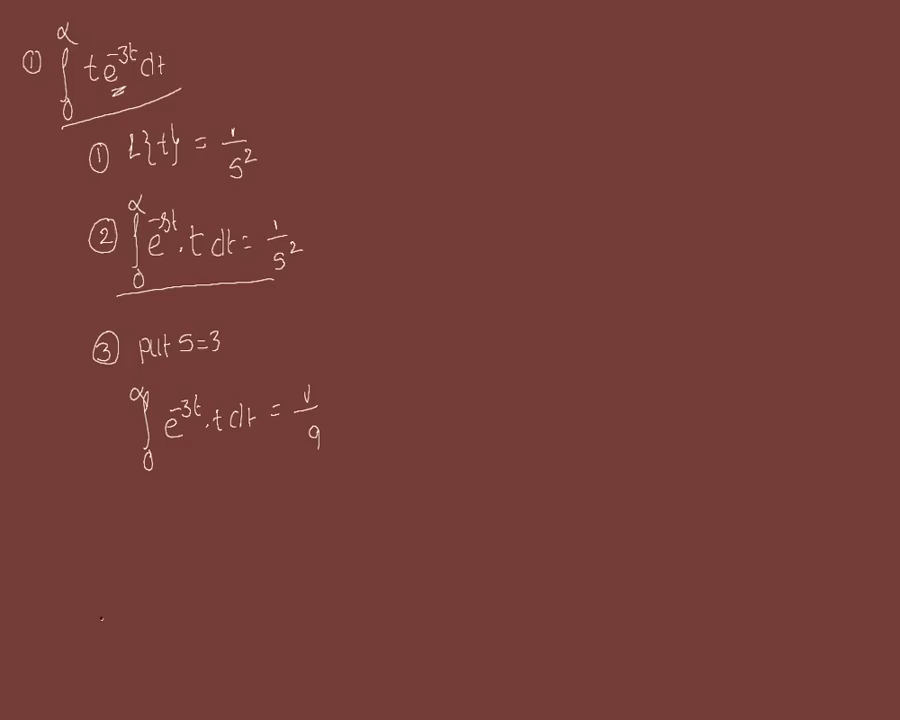 ① ∫₀^∝ te^{-3t} dt
① L{t} = 1/s²
② ∫₀^∝ e^{-st}.t dt = 1/s²
③ put s=3
∫₀^∝ e^{-3t}.t dt = 1/9